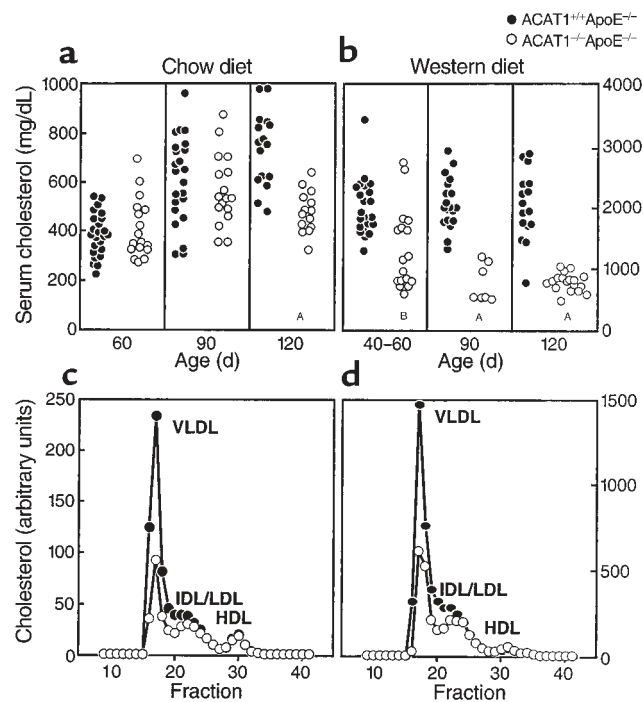 ● ACAT1+/+ApoE−/−
○ ACAT1−/−ApoE−/−
a
Chow diet
b
Western diet
Serum cholesterol (mg/dL)
1000
800
600
400
200
0
4000
3000
2000
1000
0
A
B
A
A
60
90
120
40–60
90
120
Age (d)
Age (d)
c
d
Cholesterol (arbitrary units)
250
200
150
100
50
0
1500
1000
500
0
VLDL
IDL/LDL
HDL
VLDL
IDL/LDL
HDL
10
20
30
40
10
20
30
40
Fraction
Fraction